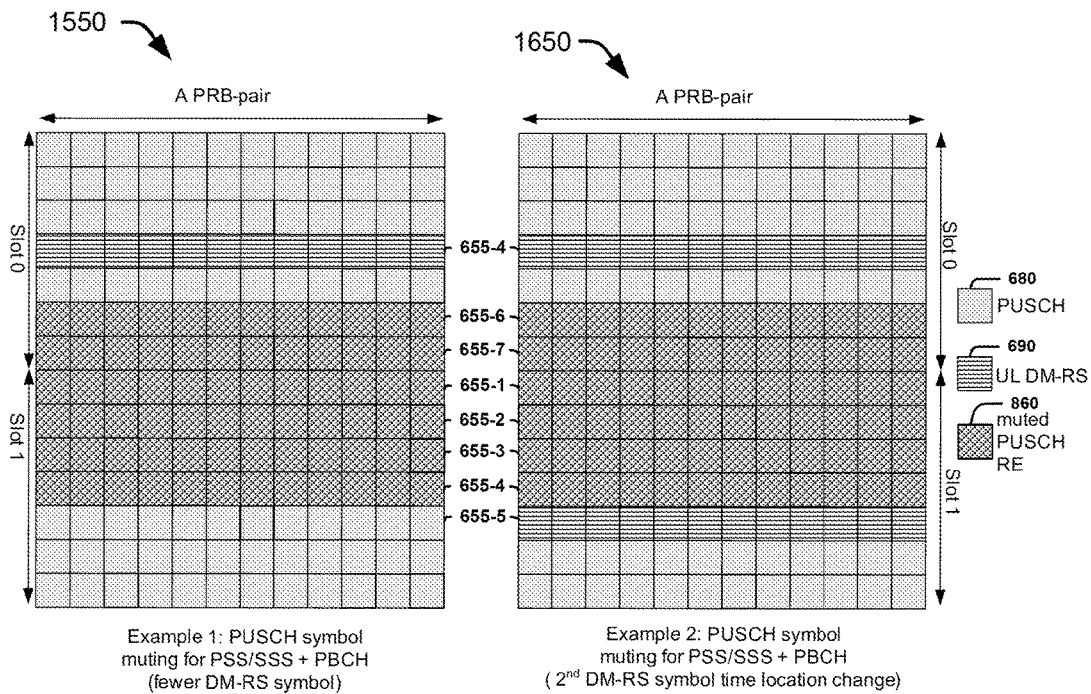 1550
1650
A PRB-pair
A PRB-pair
Slot 0
Slot 1
655-4
655-6
655-7
655-1
655-2
655-3
655-4
655-5
Slot 0
Slot 1
680
PUSCH
690
UL DM-RS
860
muted
PUSCH
RE
Example 1: PUSCH symbol
muting for PSS/SSS + PBCH
(fewer DM-RS symbol)
Example 2: PUSCH symbol
muting for PSS/SSS + PBCH
( 2nd DM-RS symbol time location change)